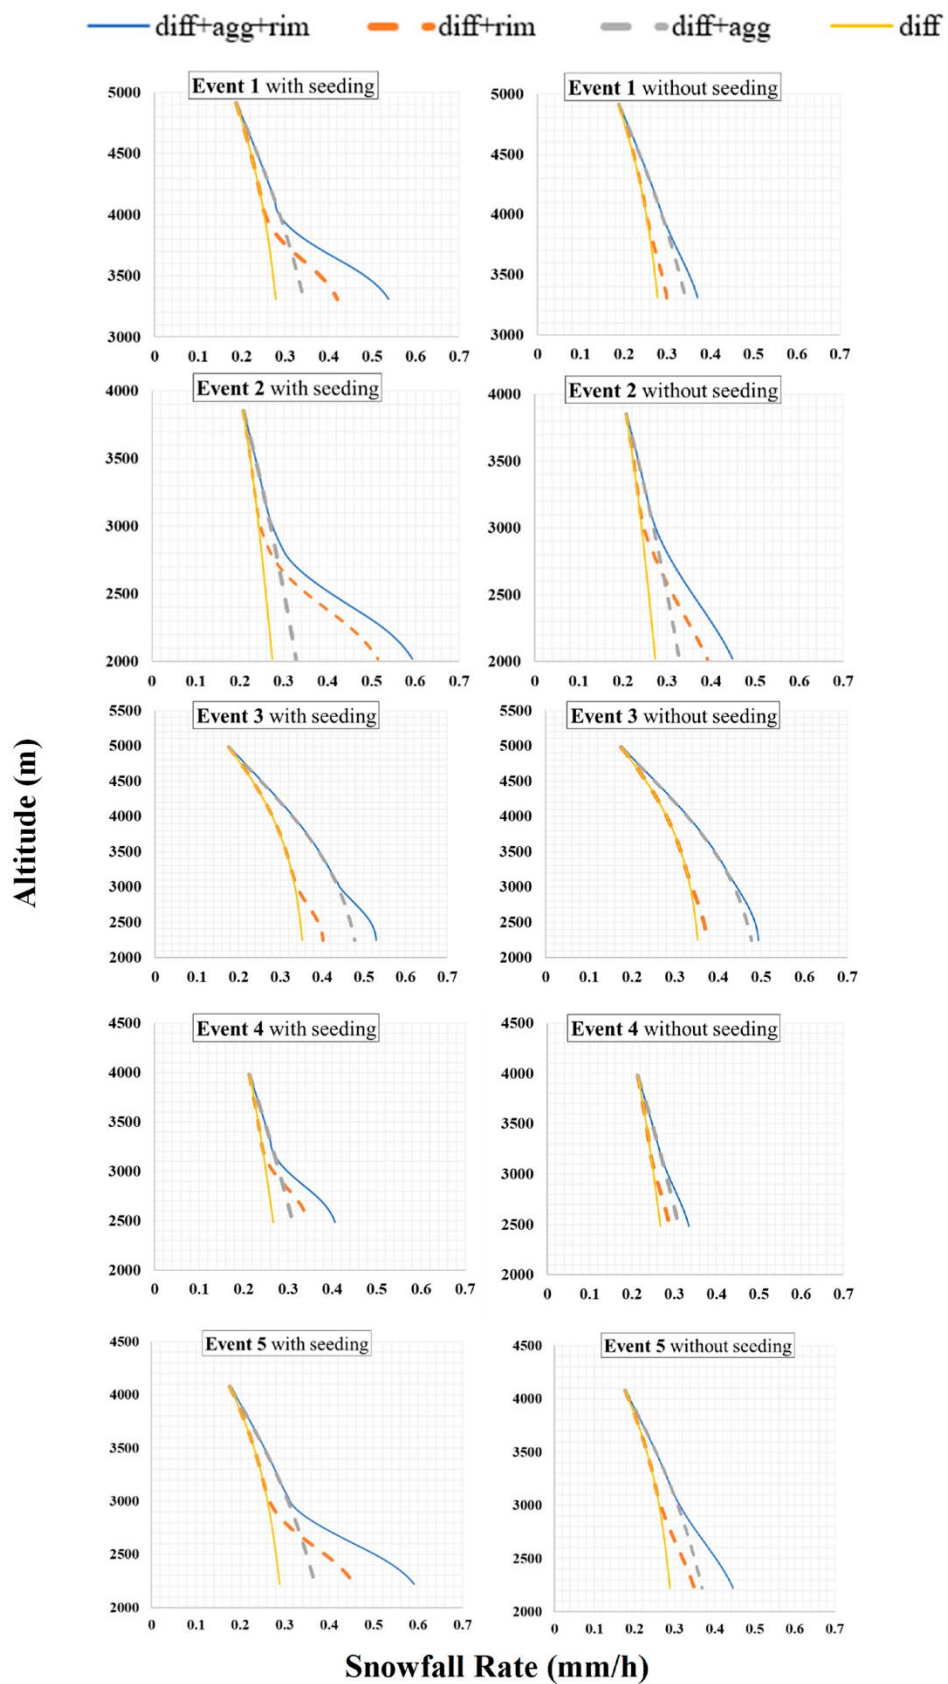 diff+agg+rim diff+rim diff+agg diff
Event 1 with seeding
5000
4500
4000
3500
3000
0 0.1 0.2 0.3 0.4 0.5 0.6 0.7
Event 1 without seeding
5000
4500
4000
3500
3000
0 0.1 0.2 0.3 0.4 0.5 0.6 0.7
Event 2 with seeding
4000
3500
3000
2500
2000
0 0.1 0.2 0.3 0.4 0.5 0.6 0.7
Event 2 without seeding
4000
3500
3000
2500
2000
0 0.1 0.2 0.3 0.4 0.5 0.6 0.7
Altitude (m)
Event 3 with seeding
5500
5000
4500
4000
3500
3000
2500
2000
0 0.1 0.2 0.3 0.4 0.5 0.6 0.7
Event 3 without seeding
5500
5000
4500
4000
3500
3000
2500
2000
0 0.1 0.2 0.3 0.4 0.5 0.6 0.7
Event 4 with seeding
4500
4000
3500
3000
2500
2000
0 0.1 0.2 0.3 0.4 0.5 0.6 0.7
Event 4 without seeding
4500
4000
3500
3000
2500
2000
0 0.1 0.2 0.3 0.4 0.5 0.6 0.7
Event 5 with seeding
4500
4000
3500
3000
2500
2000
0 0.1 0.2 0.3 0.4 0.5 0.6 0.7
Event 5 without seeding
4500
4000
3500
3000
2500
2000
0 0.1 0.2 0.3 0.4 0.5 0.6 0.7
Snowfall Rate (mm/h)